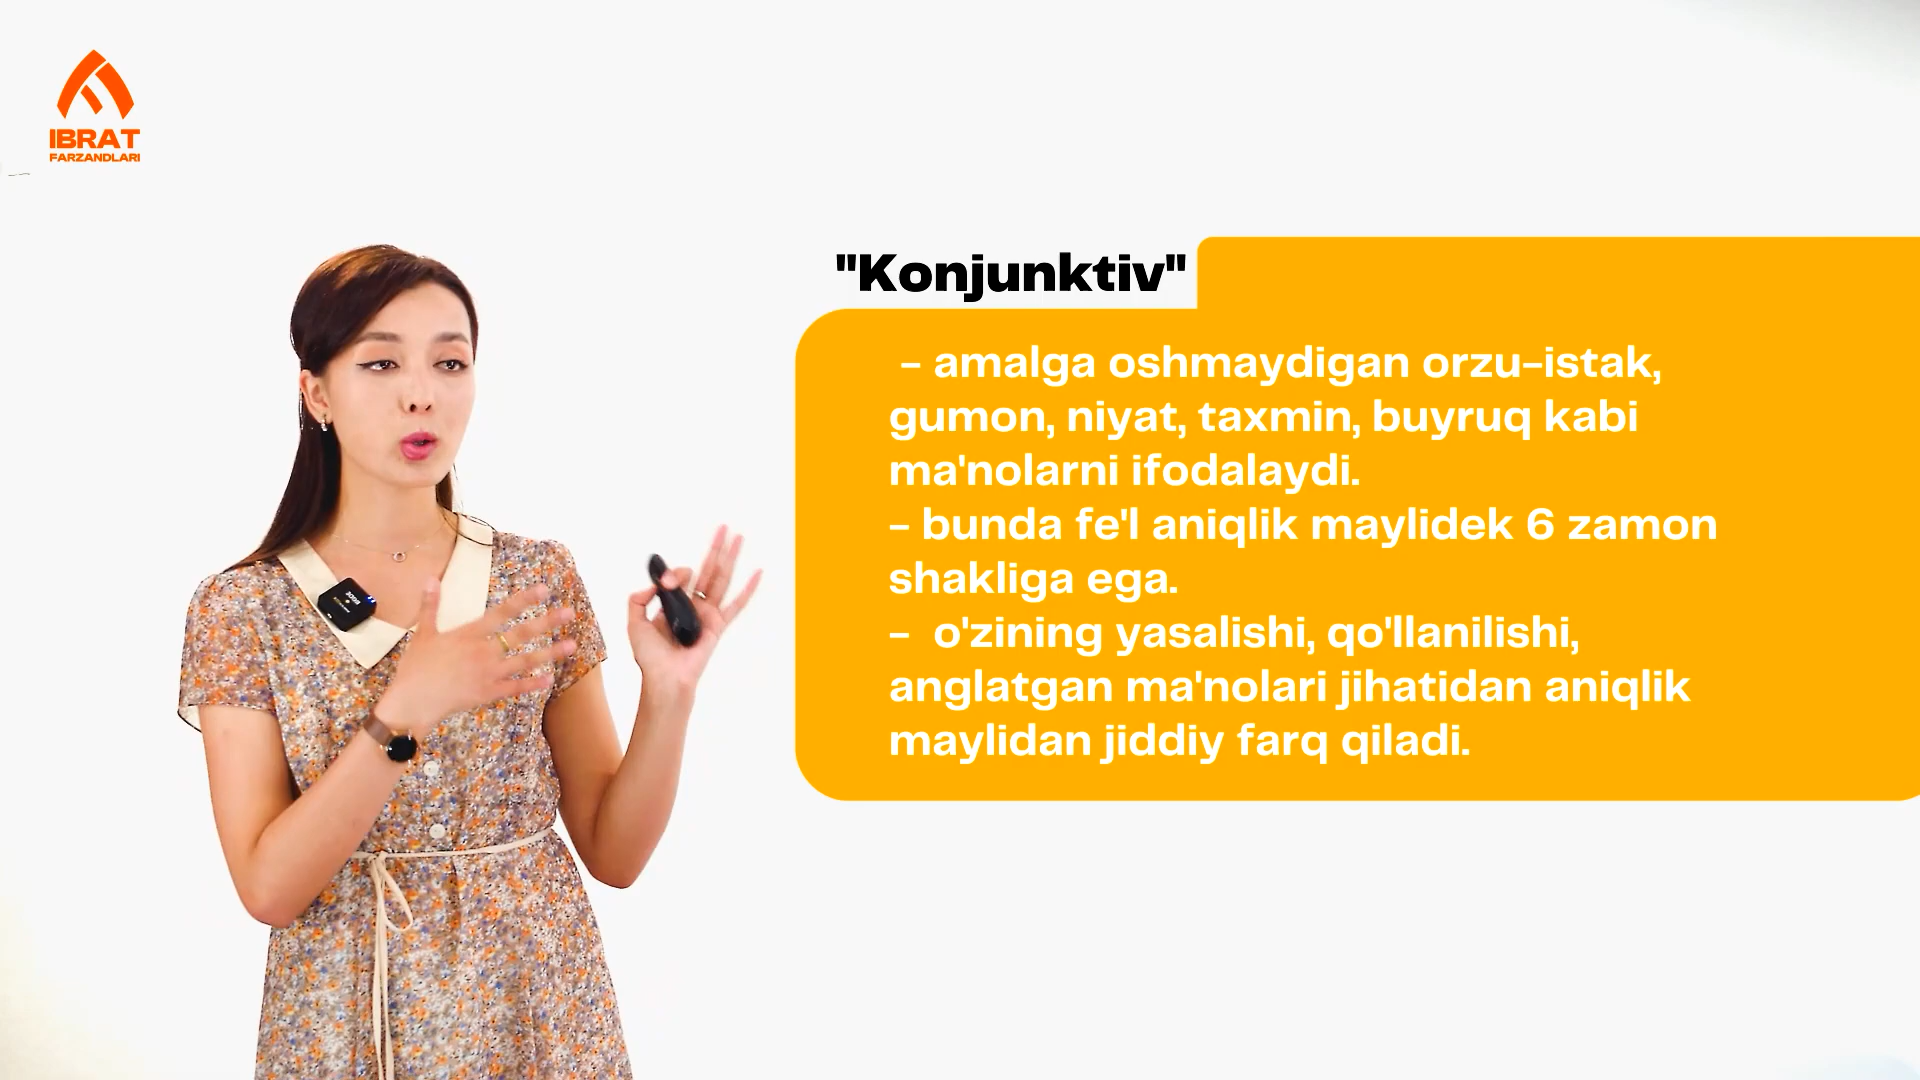 IBRAT
FARZANDLARI
"Konjunktiv"
- amalga oshmaydigan orzu-istak,
gumon, niyat, taxmin, buyruq kabi
ma'nolarni ifodalaydi.
- bunda fe'l aniqlik maylidek 6 zamon
shakliga ega.
- o'zining yasalishi, qo'llanilishi,
anglatgan ma'nolari jihatidan aniqlik
maylidan jiddiy farq qiladi.